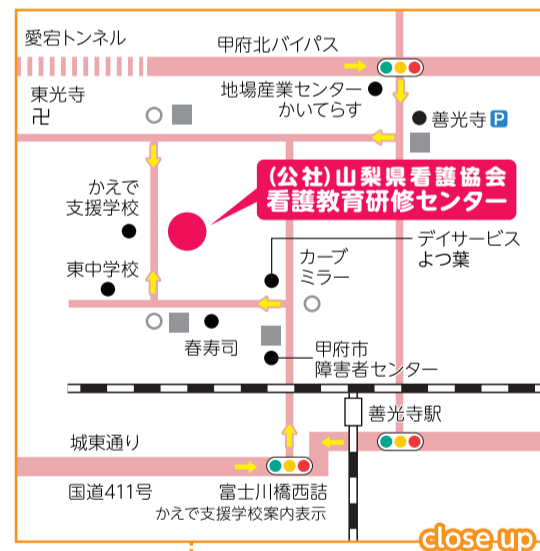 愛宕トンネル
甲府北バイパス
東光寺
卍
地場産業センター
かいてらす
善光寺 P
(公社)山梨県看護協会
看護教育研修センター
かえで
支援学校
デイサービス
よつ葉
カーブ
ミラー
東中学校
春寿司
甲府市
障害者センター
善光寺駅
城東通り
国道411号
富士川橋西詰
かえで支援学校案内表示
close up